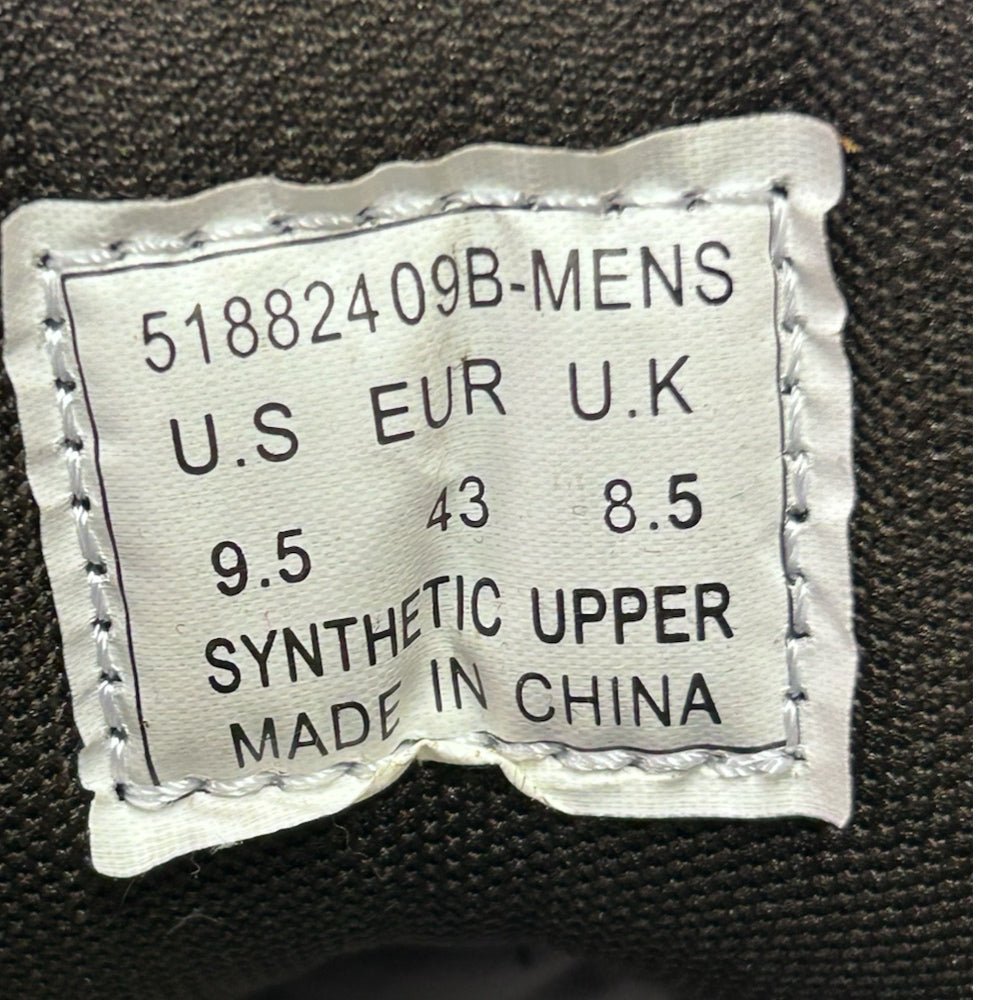 51882409B-MENS
U.S EUR U.K
9.5 43 8.5
SYNTHETIC UPPER
MADE IN CHINA